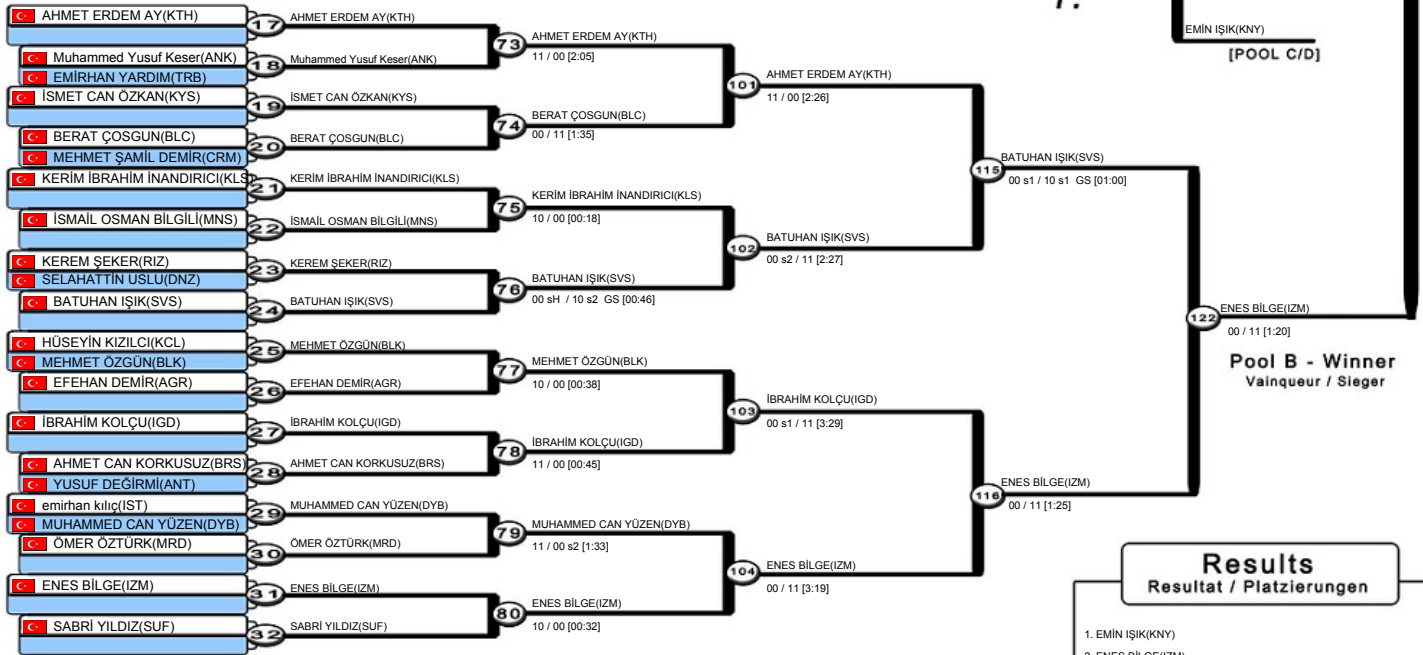 1.
EMİN IŞIK(KNY)
[POOL C/D]
AHMET ERDEM AY(KTH)
Muhammed Yusuf Keser(ANK)
EMİRHAN YARDIM(TRB)
İSMET CAN ÖZKAN(KYS)
BERAT ÇOSGUN(BLC)
MEHMET ŞAMİL DEMİR(CRM)
KERİM İBRAHİM İNANDIRICI(KLS)
İSMAİL OSMAN BİLGİLİ(MNS)
KEREM ŞEKER(RIZ)
SELAHATTİN USLU(DNZ)
BATUHAN IŞIK(SVS)
HÜSEYİN KIZILCI(KCL)
MEHMET ÖZGÜN(BLK)
EFEHAN DEMİR(AGR)
İBRAHİM KOLÇU(IGD)
AHMET CAN KORKUSUZ(BRS)
YUSUF DEĞİRMİ(ANT)
emirhan kılıç(IST)
MUHAMMED CAN YÜZEN(DYB)
ÖMER ÖZTÜRK(MRD)
ENES BİLGE(IZM)
SABRİ YILDIZ(SUF)
17 AHMET ERDEM AY(KTH)
18 Muhammed Yusuf Keser(ANK)
19 İSMET CAN ÖZKAN(KYS)
20 BERAT ÇOSGUN(BLC)
21 KERİM İBRAHİM İNANDIRICI(KLS)
22 İSMAİL OSMAN BİLGİLİ(MNS)
23 KEREM ŞEKER(RIZ)
24 BATUHAN IŞIK(SVS)
25 MEHMET ÖZGÜN(BLK)
26 EFEHAN DEMİR(AGR)
27 İBRAHİM KOLÇU(IGD)
28 AHMET CAN KORKUSUZ(BRS)
29 MUHAMMED CAN YÜZEN(DYB)
30 ÖMER ÖZTÜRK(MRD)
31 ENES BİLGE(IZM)
32 SABRİ YILDIZ(SUF)
73 AHMET ERDEM AY(KTH)
11 / 00 [2:05]
74 BERAT ÇOSGUN(BLC)
00 / 11 [1:35]
75 KERİM İBRAHİM İNANDIRICI(KLS)
10 / 00 [00:18]
76 BATUHAN IŞIK(SVS)
00 sH / 10 s2 GS [00:46]
77 MEHMET ÖZGÜN(BLK)
10 / 00 [00:38]
78 İBRAHİM KOLÇU(IGD)
11 / 00 [00:45]
79 MUHAMMED CAN YÜZEN(DYB)
11 / 00 s2 [1:33]
80 ENES BİLGE(IZM)
10 / 00 [00:32]
101 AHMET ERDEM AY(KTH)
11 / 00 [2:26]
102 BATUHAN IŞIK(SVS)
00 s2 / 11 [2:27]
103 İBRAHİM KOLÇU(IGD)
00 s1 / 11 [3:29]
104 ENES BİLGE(IZM)
00 / 11 [3:19]
115 BATUHAN IŞIK(SVS)
00 s1 / 10 s1 GS [01:00]
116 ENES BİLGE(IZM)
00 / 11 [1:25]
122 ENES BİLGE(IZM)
00 / 11 [1:20]
Pool B - Winner
Vainqueur / Sieger
Results
Resultat / Platzierungen
1. EMİN IŞIK(KNY)
2. ENES BİLGE(IZM)